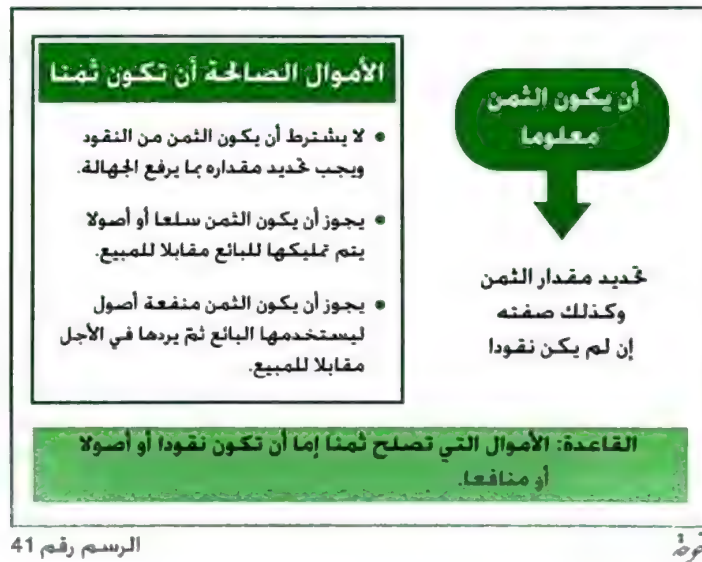 أن يكون الثمن
معلوما
تحديد مقدار الثمن
وكذلك صفته
إن لم يكن نقودا
الأموال الصالحة أن تكون ثمنا
• لا يشترط أن يكون الثمن من النقود
ويجب تحديد مقداره بما يرفع الجهالة.
• يجوز أن يكون الثمن سلعا أو أصولا
يتم تمليكها للبائع مقابلا للمبيع.
• يجوز أن يكون الثمن منفعة أصول
ليستخدمها البائع ثمّ يردها في الأجل
مقابلا للمبيع.
القاعدة: الأموال التي تصلح ثمنا إما أن تكون نقودا أو أصولا
أو منافعا.
الرسم رقم 41